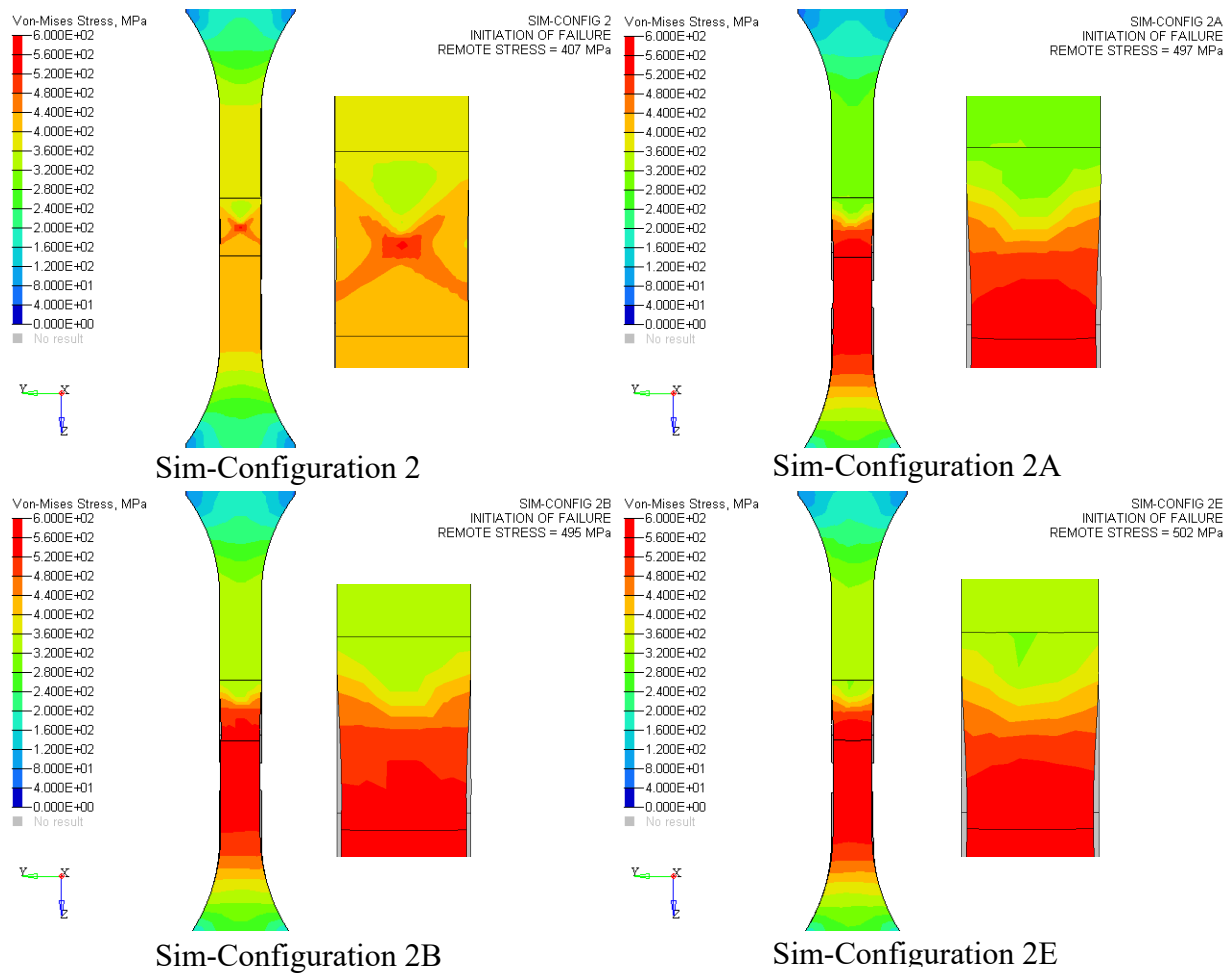 Von-Mises Stress, MPa
6.000E+02
5.600E+02
5.200E+02
4.800E+02
4.400E+02
4.000E+02
3.600E+02
3.200E+02
2.800E+02
2.400E+02
2.000E+02
1.600E+02
1.200E+02
8.000E+01
4.000E+01
0.000E+00
No result
SIM-CONFIG 2
INITIATION OF FAILURE
REMOTE STRESS = 407 MPa
Y
X
Z
Sim-Configuration 2
Von-Mises Stress, MPa
6.000E+02
5.600E+02
5.200E+02
4.800E+02
4.400E+02
4.000E+02
3.600E+02
3.200E+02
2.800E+02
2.400E+02
2.000E+02
1.600E+02
1.200E+02
8.000E+01
4.000E+01
0.000E+00
No result
SIM-CONFIG 2A
INITIATION OF FAILURE
REMOTE STRESS = 497 MPa
Y
X
Z
Sim-Configuration 2A
Von-Mises Stress, MPa
6.000E+02
5.600E+02
5.200E+02
4.800E+02
4.400E+02
4.000E+02
3.600E+02
3.200E+02
2.800E+02
2.400E+02
2.000E+02
1.600E+02
1.200E+02
8.000E+01
4.000E+01
0.000E+00
No result
SIM-CONFIG 2B
INITIATION OF FAILURE
REMOTE STRESS = 495 MPa
Y
X
Z
Sim-Configuration 2B
Von-Mises Stress, MPa
6.000E+02
5.600E+02
5.200E+02
4.800E+02
4.400E+02
4.000E+02
3.600E+02
3.200E+02
2.800E+02
2.400E+02
2.000E+02
1.600E+02
1.200E+02
8.000E+01
4.000E+01
0.000E+00
No result
SIM-CONFIG 2E
INITIATION OF FAILURE
REMOTE STRESS = 502 MPa
Y
X
Z
Sim-Configuration 2E